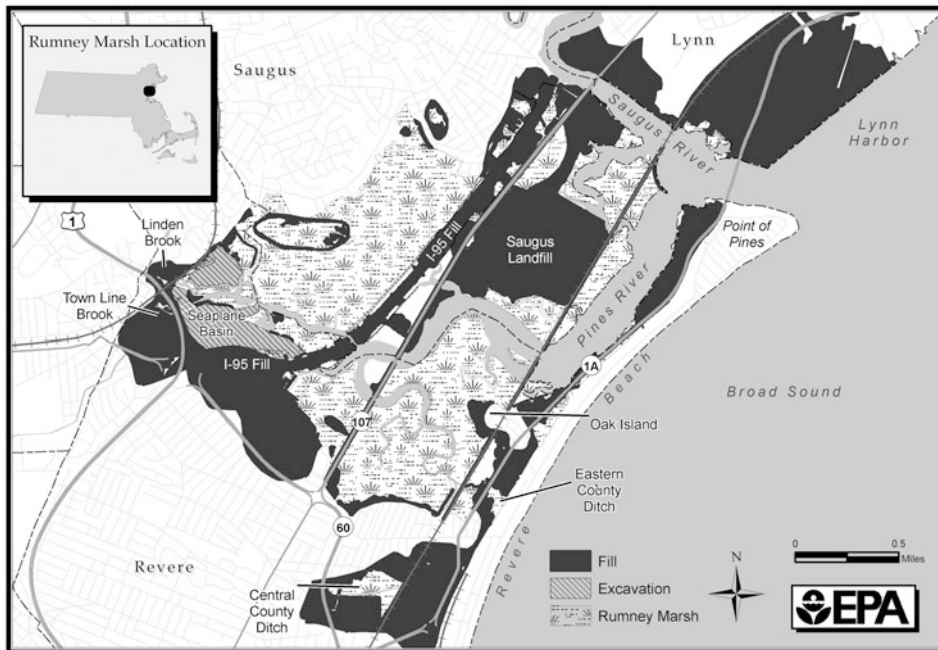 Rumney Marsh Location
Saugus
Lynn
Saugus River
Lynn
Harbor
1
Linden
Brook
I-95 Fill
Saugus
Landfill
Point of
Pines
Town Line
Brook
Seaplane
Basin
Pines River
I-95 Fill
1A
Beach
Broad Sound
107
Oak Island
Eastern
County
Ditch
60
Revere
Revere
Central
County
Ditch
Fill
Excavation
Rumney Marsh
N
0
0.5
Miles
EPA